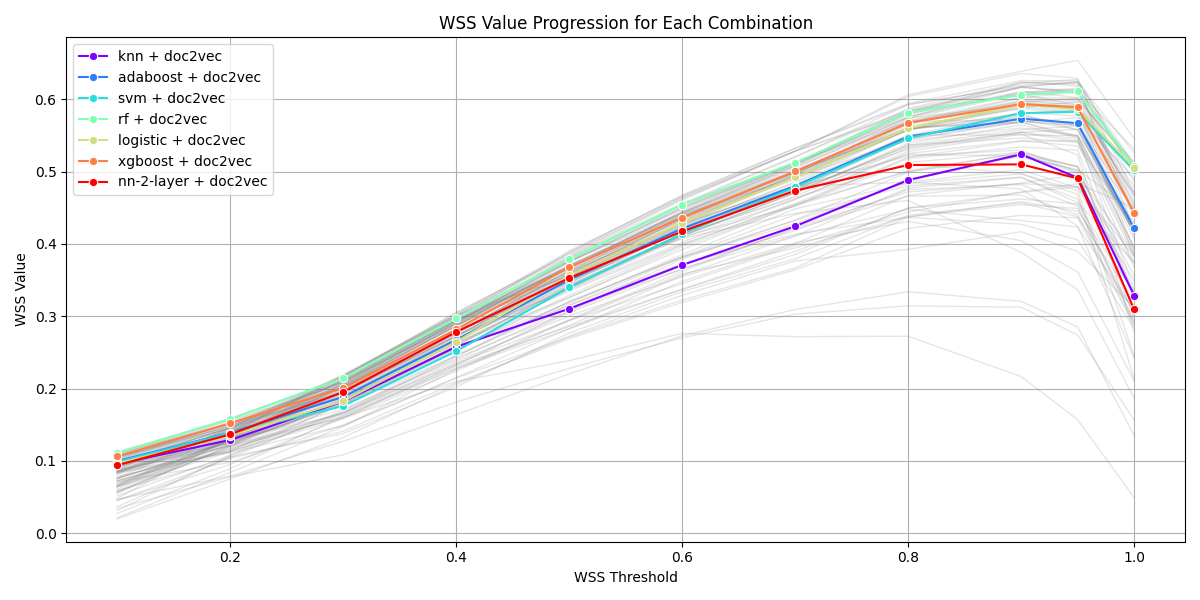 WSS Value Progression for Each Combination
knn + doc2vec
adaboost + doc2vec
svm + doc2vec
rf + doc2vec
logistic + doc2vec
xgboost + doc2vec
nn-2-layer + doc2vec
WSS Value
0.6
0.5
0.4
0.3
0.2
0.1
0.0
0.2 0.4 0.6 0.8 1.0
WSS Threshold